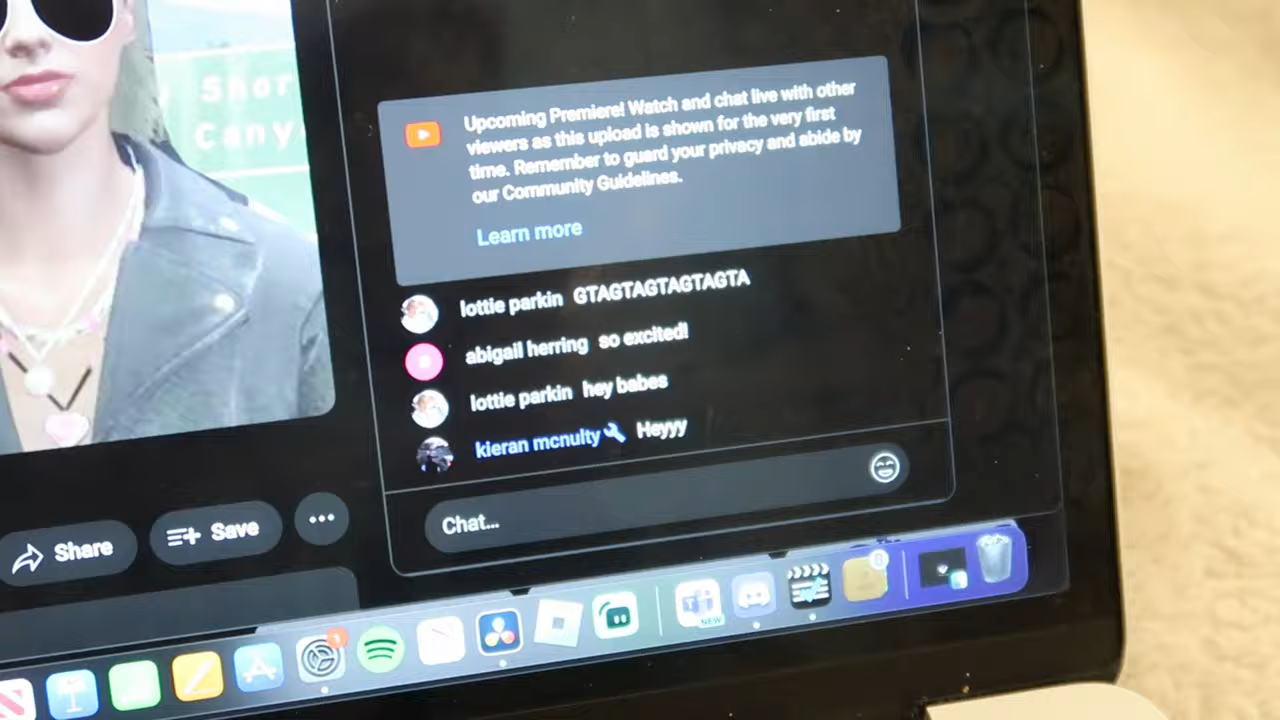 Shor
Cany
Upcoming Premiere! Watch and chat live with other
viewers as this upload is shown for the very first
time. Remember to guard your privacy and abide by
our Community Guidelines.
Learn more
lottie parkin GTAGTAGTAGTAGTA
abigail herring so excited!
lottie parkin hey babes
kieran mcnulty Heyyy
Chat...
Share
Save
NEW